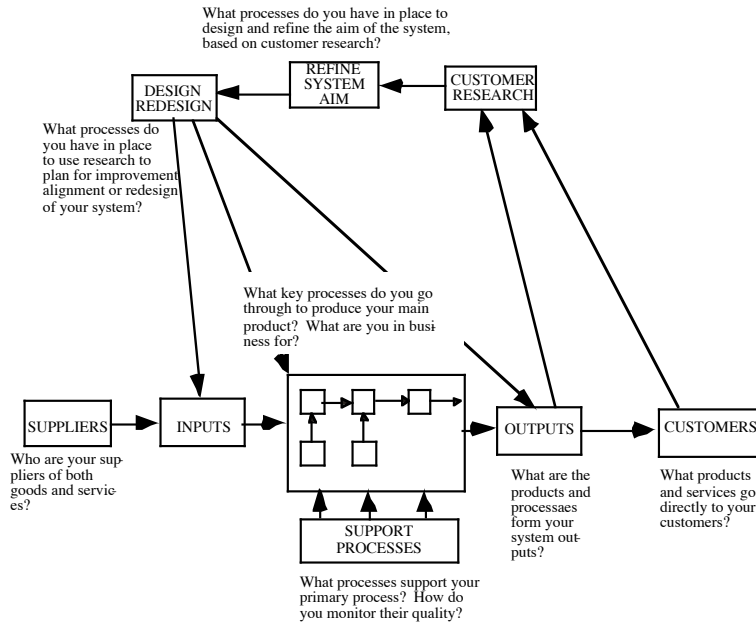 What processes do you have in place to
design and refine the aim of the system,
based on customer research?
REFINE
SYSTEM
AIM
CUSTOMER
RESEARCH
DESIGN
REDESIGN
What processes do
you have in place
to use research to
plan for improvement
alignment or redesign
of your system?
What key processes do you go
through to produce your main
product? What are you in busi-
ness for?
SUPPLIERS
INPUTS
OUTPUTS
CUSTOMERS
Who are your sup-
pliers of both
goods and servic-
es?
What are the
products and
processaes
form your
system out-
puts?
What products
and services go
directly to your
customers?
SUPPORT
PROCESSES
What processes support your
primary process? How do
you monitor their quality?